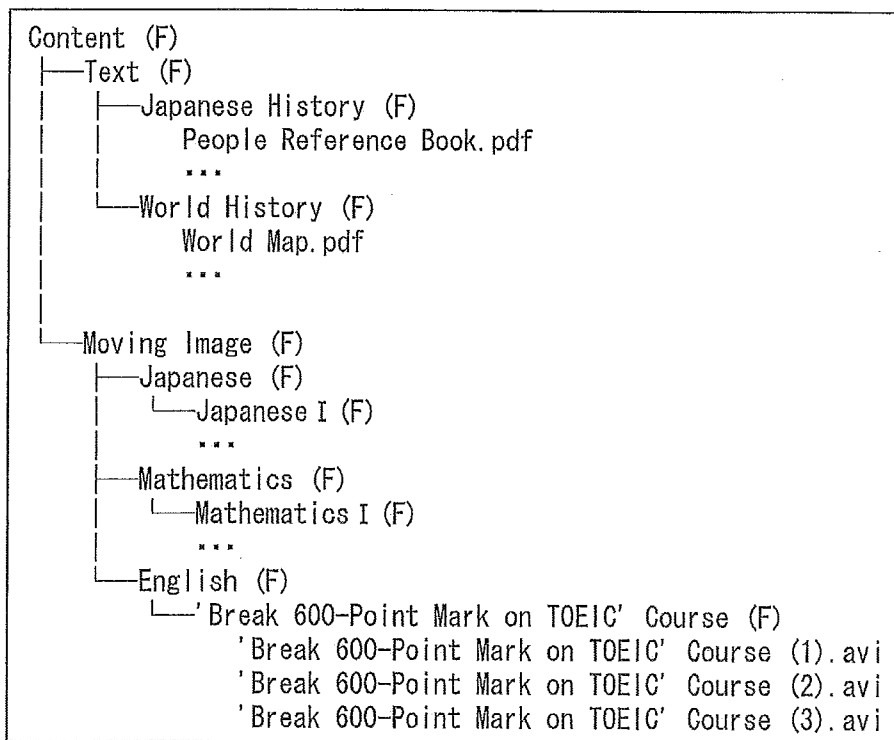 Content (F)
Text (F)
Japanese History (F)
People Reference Book.pdf
...
World History (F)
World Map.pdf
...
Moving Image (F)
Japanese (F)
Japanese I (F)
...
Mathematics (F)
Mathematics I (F)
...
English (F)
'Break 600-Point Mark on TOEIC' Course (F)
'Break 600-Point Mark on TOEIC' Course (1).avi
'Break 600-Point Mark on TOEIC' Course (2).avi
'Break 600-Point Mark on TOEIC' Course (3).avi